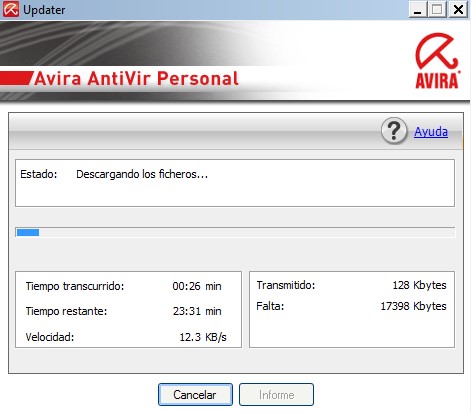 Updater
Avira AntiVir Personal
AVIRA®
? Ayuda
Estado: Descargando los ficheros...
Tiempo transcurrido: 00:26 min
Tiempo restante: 23:31 min
Velocidad: 12.3 KB/s
Transmitido: 128 Kbytes
Falta: 17398 Kbytes
Cancelar
Informe